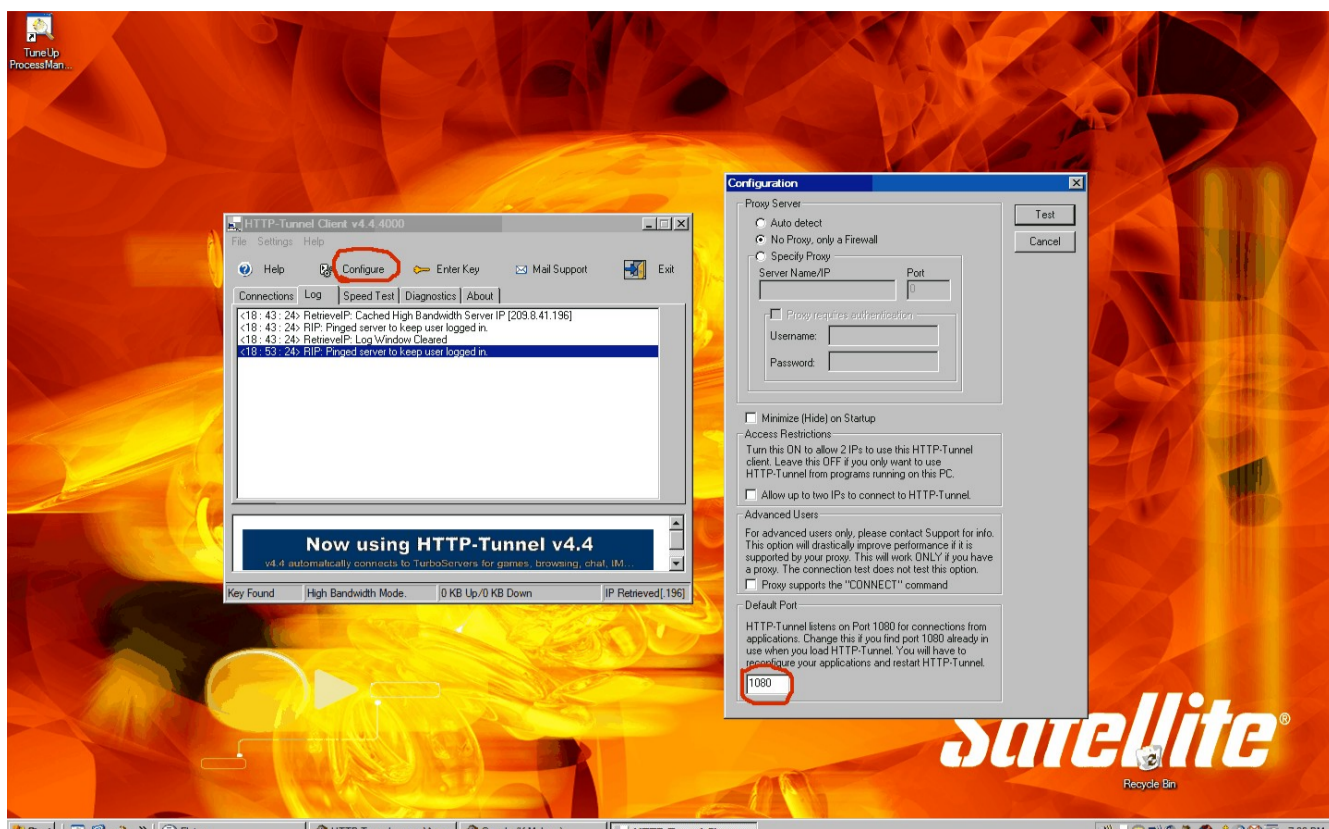 TuneUp
ProcessMan...
HTTP-Tunnel Client v4.4.4000
File Settings Help
Help Configure Enter Key Mail Support Exit
Connections Log Speed Test Diagnostics About
<18 : 43 : 24> RetrieveIP: Cached High Bandwidth Server IP [209.8.41.196]
<18 : 43 : 24> RIP: Pinged server to keep user logged in.
<18 : 43 : 24> RetrieveIP: Log Window Cleared
<18 : 53 : 24> RIP: Pinged server to keep user logged in.
Now using HTTP-Tunnel v4.4
v4.4 automatically connects to TurboServers for games, browsing, chat, IM...
Key Found High Bandwidth Mode. 0 KB Up/0 KB Down IP Retrieved[.196]
Configuration
Proxy Server
Auto detect
No Proxy, only a Firewall
Specify Proxy
Server Name/IP Port
0
Proxy requires authentication
Username:
Password:
Test
Cancel
Minimize (Hide) on Startup
Access Restrictions
Turn this ON to allow 2 IPs to use this HTTP-Tunnel
client. Leave this OFF if you only want to use
HTTP-Tunnel from programs running on this PC.
Allow up to two IPs to connect to HTTP-Tunnel.
Advanced Users
For advanced users only, please contact Support for info.
This option will drastically improve performance if it is
supported by your proxy. This will work ONLY if you have
a proxy. The connection test does not test this option.
Proxy supports the "CONNECT" command
Default Port
HTTP-Tunnel listens on Port 1080 for connections from
applications. Change this if you find port 1080 already in
use when you load HTTP-Tunnel. You will have to
reconfigure your applications and restart HTTP-Tunnel.
1080
Satellite®
Recycle Bin